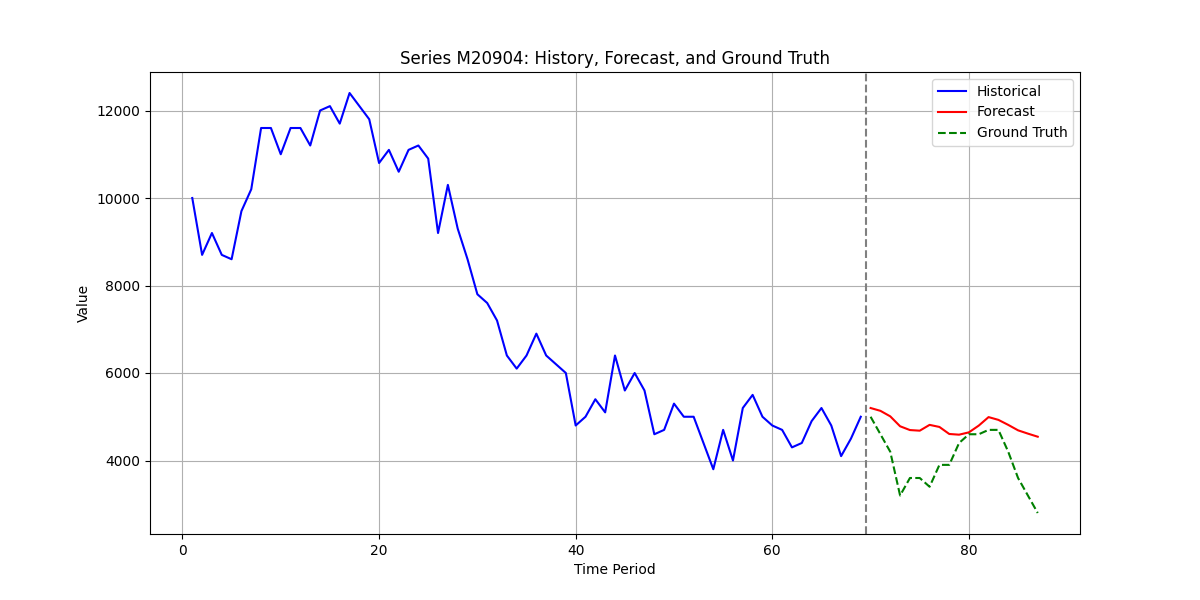 Series M20904: History, Forecast, and Ground Truth
Historical
Forecast
Ground Truth
12000
10000
8000
6000
4000
Value
0 20 40 60 80
Time Period